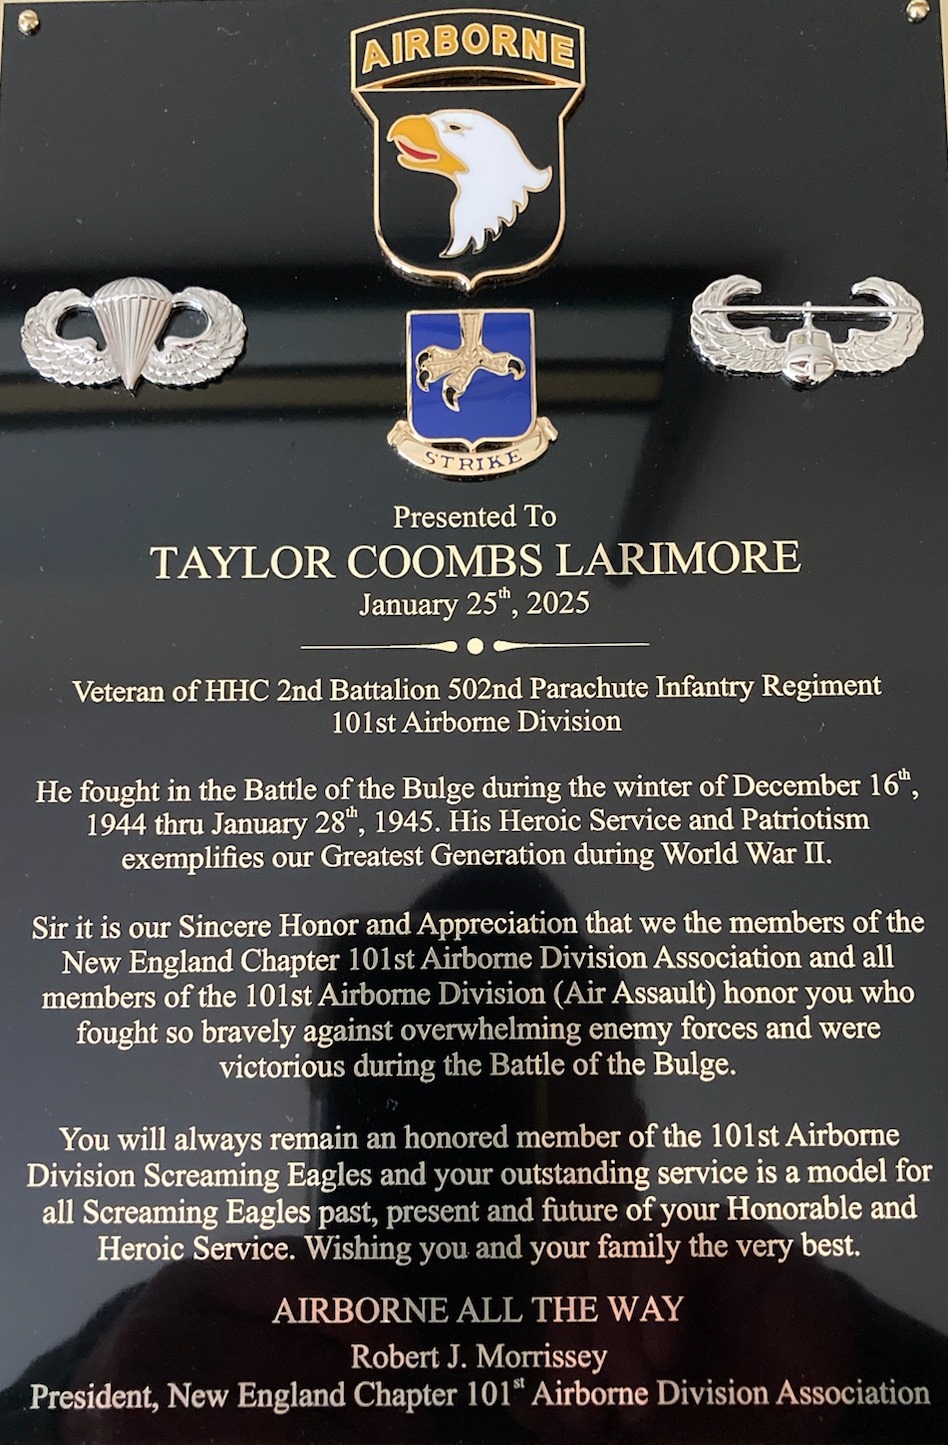 AIRBORNE
STRIKE
Presented To
TAYLOR COOMBS LARIMORE
January 25th, 2025
Veteran of HHC 2nd Battalion 502nd Parachute Infantry Regiment
101st Airborne Division
He fought in the Battle of the Bulge during the winter of December 16th,
1944 thru January 28th, 1945. His Heroic Service and Patriotism
exemplifies our Greatest Generation during World War II.
Sir it is our Sincere Honor and Appreciation that we the members of the
New England Chapter 101st Airborne Division Association and all
members of the 101st Airborne Division (Air Assault) honor you who
fought so bravely against overwhelming enemy forces and were
victorious during the Battle of the Bulge.
You will always remain an honored member of the 101st Airborne
Division Screaming Eagles and your outstanding service is a model for
all Screaming Eagles past, present and future of your Honorable and
Heroic Service. Wishing you and your family the very best.
AIRBORNE ALL THE WAY
Robert J. Morrissey
President, New England Chapter 101st Airborne Division Association